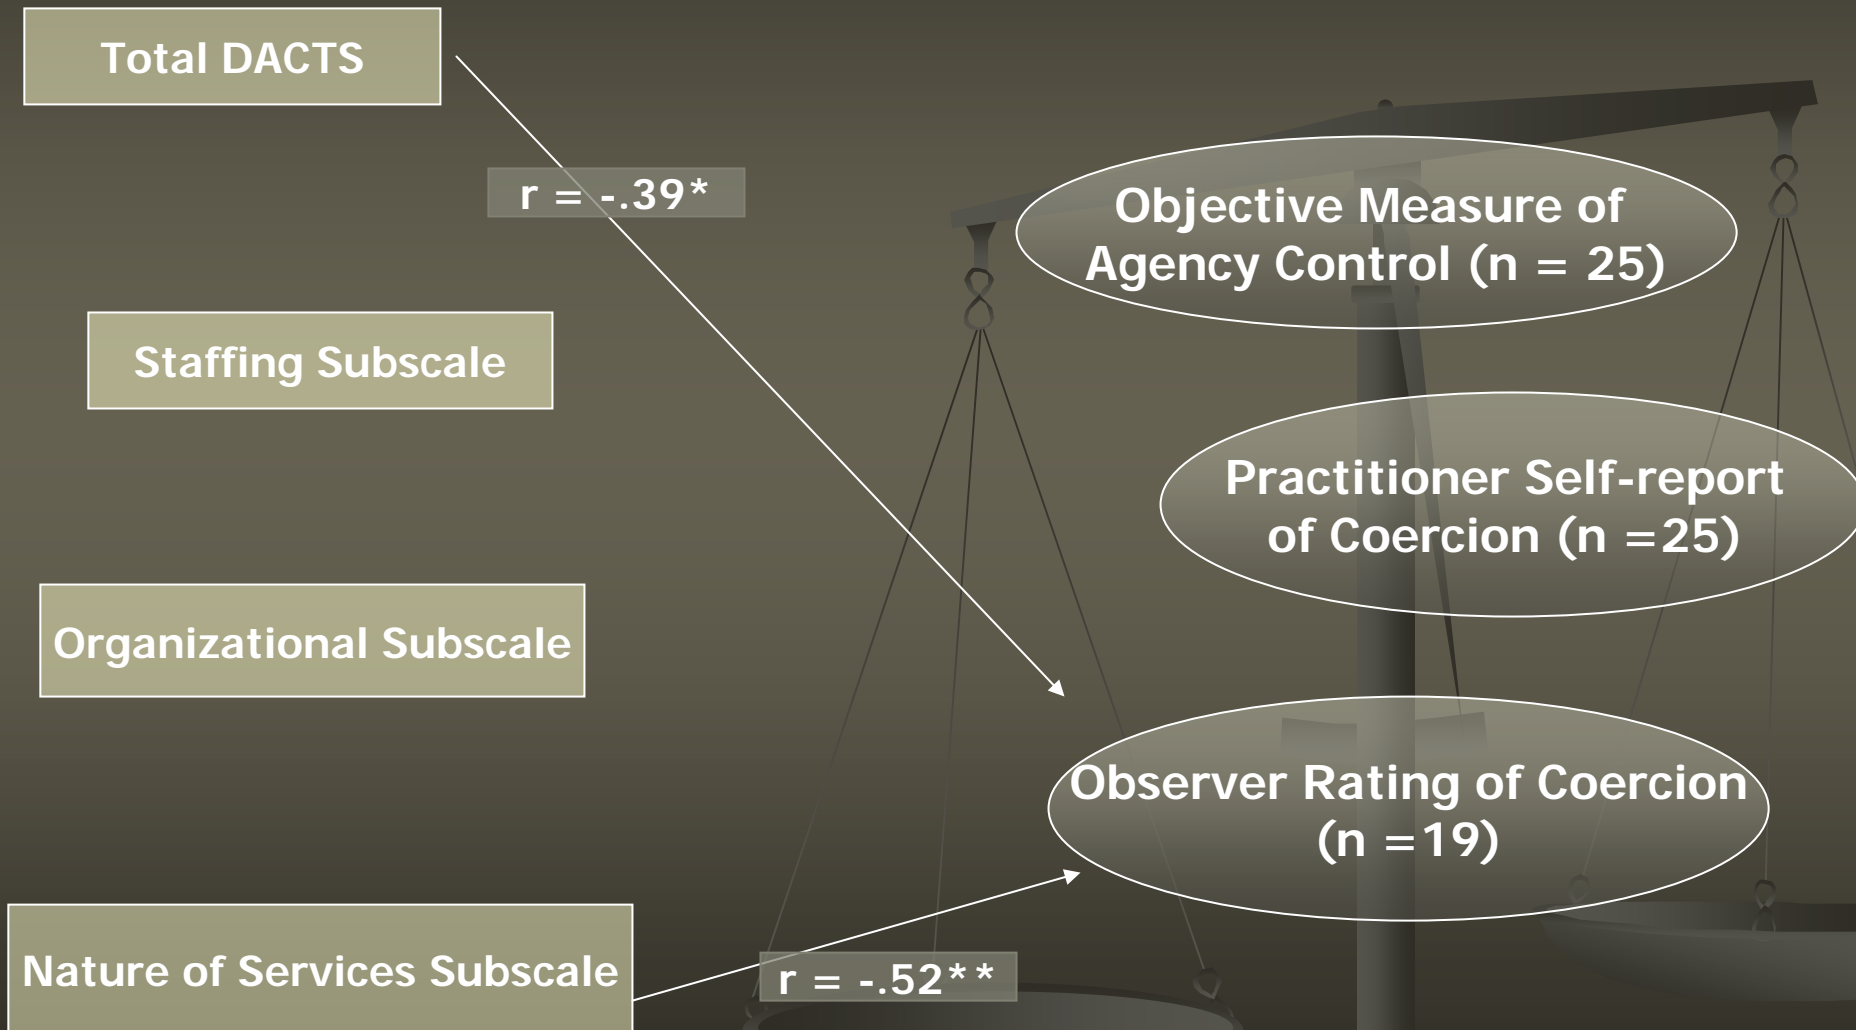 Total DACTS
r = -.39*
Objective Measure of
Agency Control (n = 25)
Staffing Subscale
Practitioner Self-report
of Coercion (n =25)
Organizational Subscale
Observer Rating of Coercion
(n =19)
Nature of Services Subscale
r = -.52**